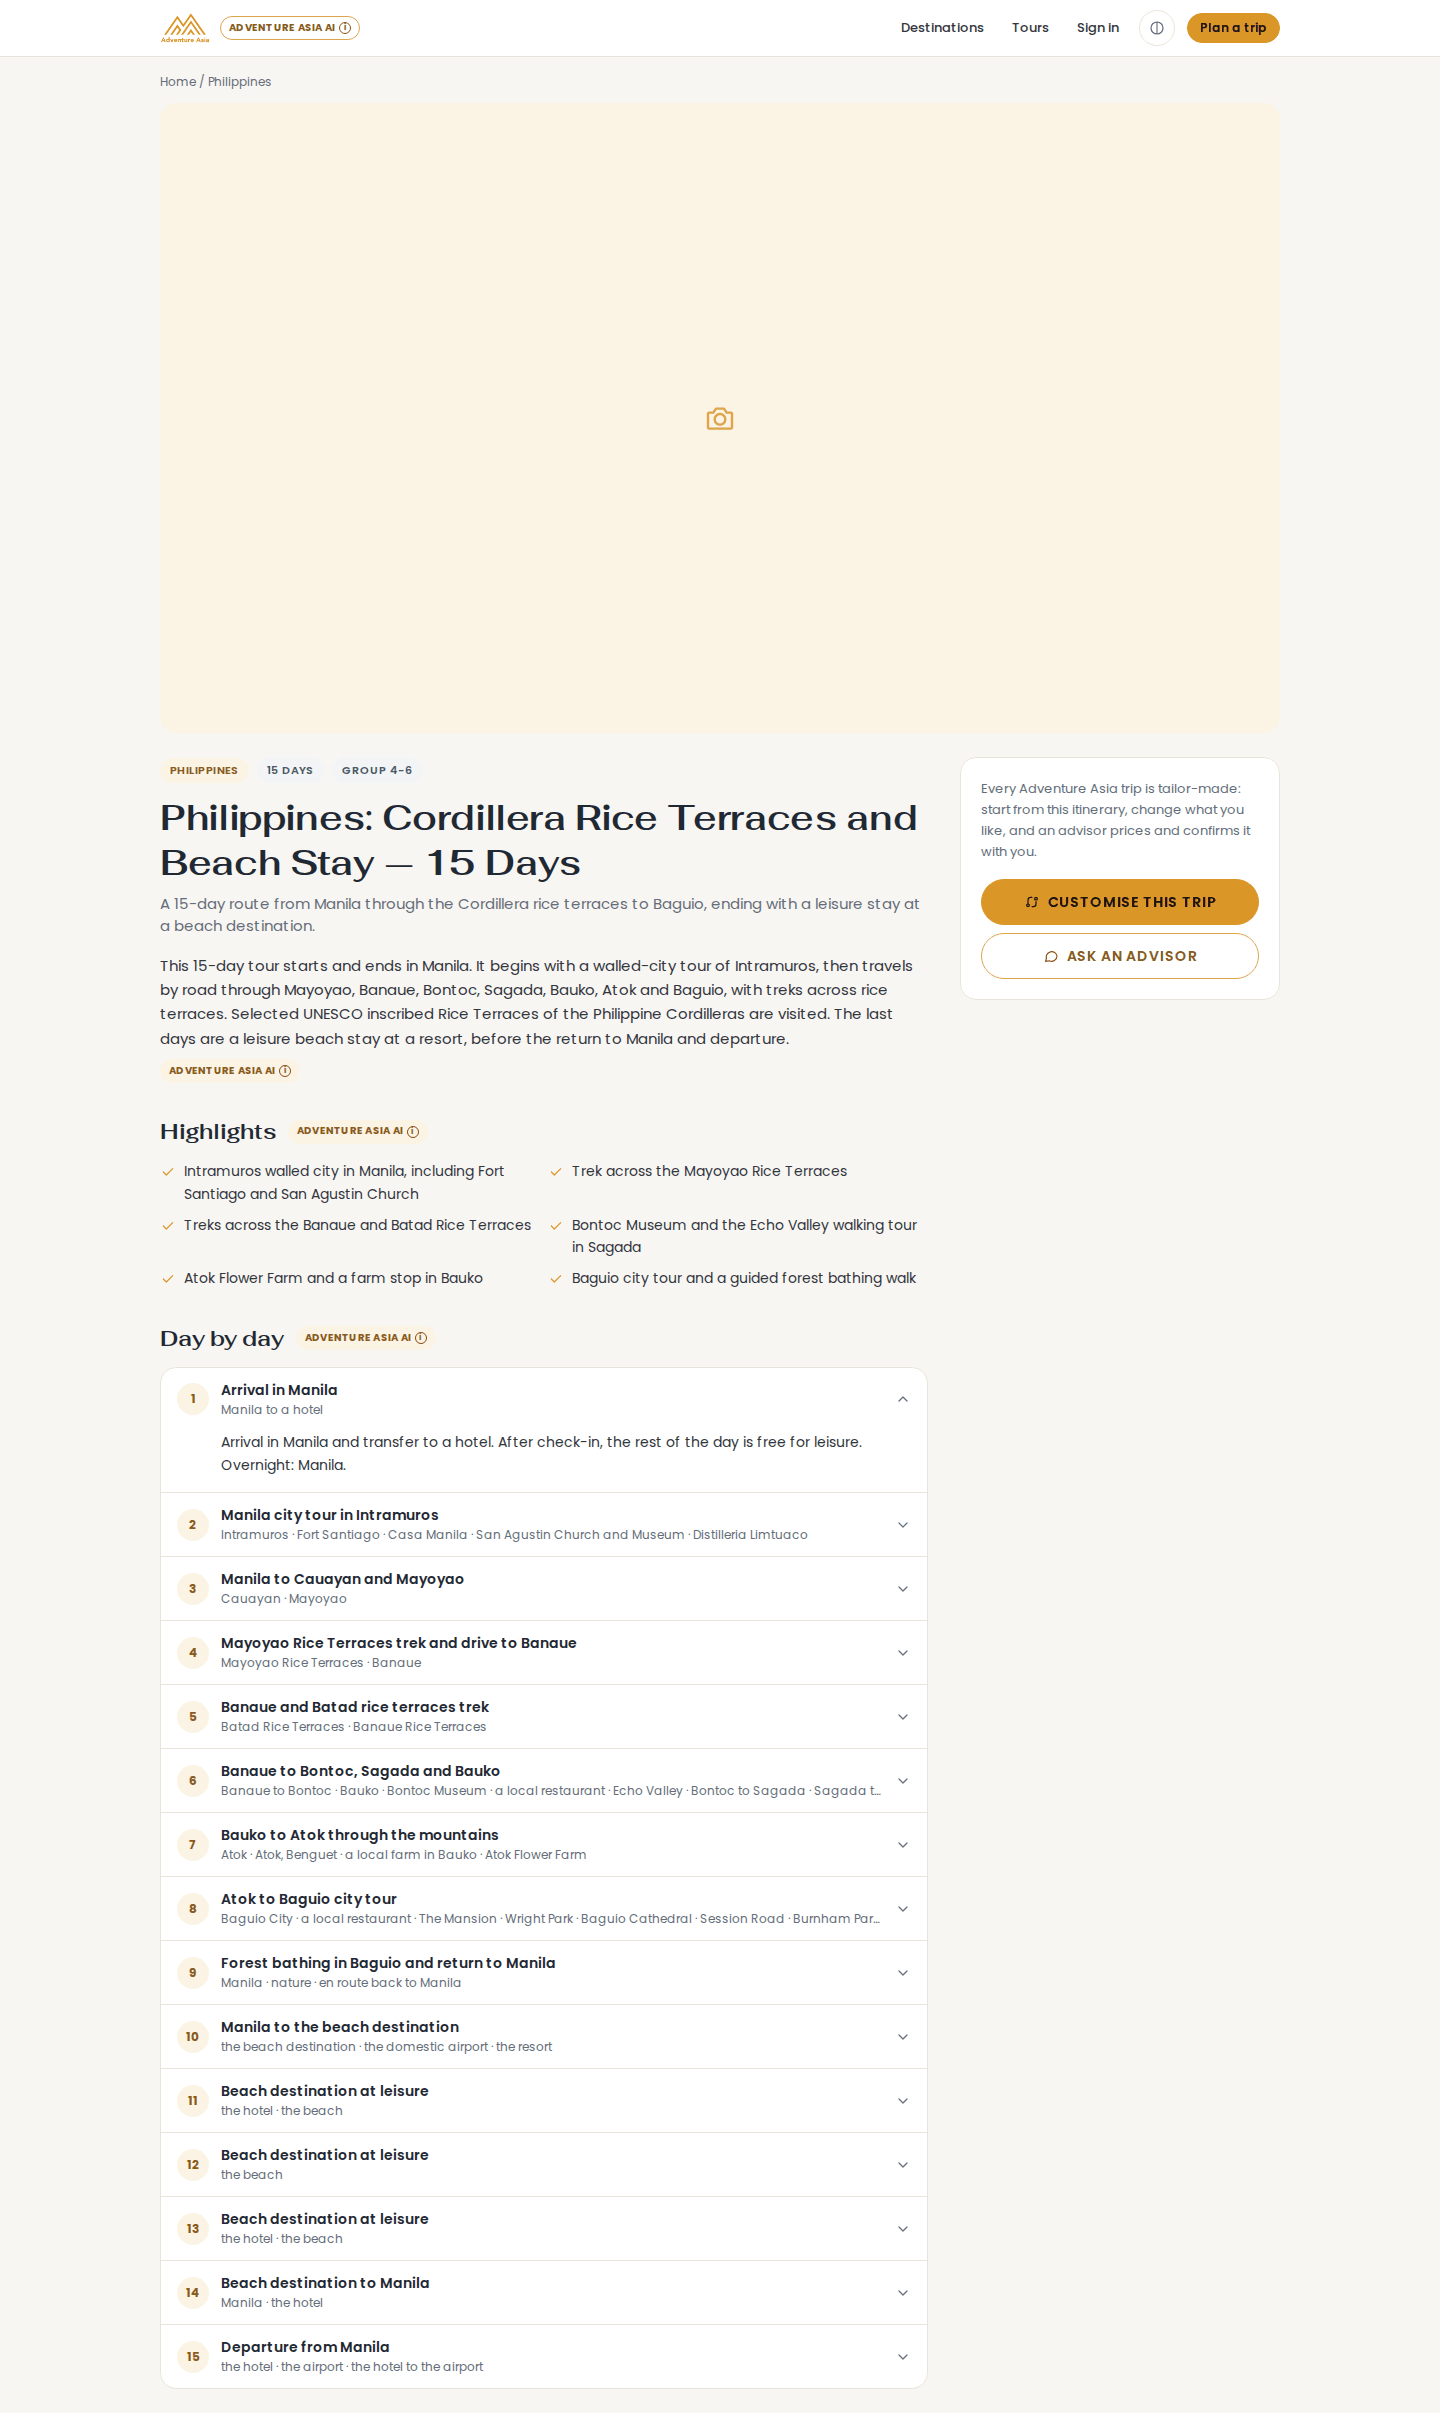 Adventure Asia
ADVENTURE ASIA AI
Destinations
Tours
Sign in
Plan a trip
Home / Philippines
PHILIPPINES
15 DAYS
GROUP 4-6
Philippines: Cordillera Rice Terraces and
Beach Stay — 15 Days
A 15-day route from Manila through the Cordillera rice terraces to Baguio, ending with a leisure stay at
a beach destination.
This 15-day tour starts and ends in Manila. It begins with a walled-city tour of Intramuros, then travels
by road through Mayoyao, Banaue, Bontoc, Sagada, Bauko, Atok and Baguio, with treks across rice
terraces. Selected UNESCO inscribed Rice Terraces of the Philippine Cordilleras are visited. The last
days are a leisure beach stay at a resort, before the return to Manila and departure.
ADVENTURE ASIA AI
Every Adventure Asia trip is tailor-made:
start from this itinerary, change what you
like, and an advisor prices and confirms it
with you.
CUSTOMISE THIS TRIP
ASK AN ADVISOR
Highlights
ADVENTURE ASIA AI
Intramuros walled city in Manila, including Fort
Santiago and San Agustin Church
Trek across the Mayoyao Rice Terraces
Treks across the Banaue and Batad Rice Terraces
Bontoc Museum and the Echo Valley walking tour
in Sagada
Atok Flower Farm and a farm stop in Bauko
Baguio city tour and a guided forest bathing walk
Day by day
ADVENTURE ASIA AI
1
Arrival in Manila
Manila to a hotel
Arrival in Manila and transfer to a hotel. After check-in, the rest of the day is free for leisure.
Overnight: Manila.
2
Manila city tour in Intramuros
Intramuros · Fort Santiago · Casa Manila · San Agustin Church and Museum · Distilleria Limtuaco
3
Manila to Cauayan and Mayoyao
Cauayan · Mayoyao
4
Mayoyao Rice Terraces trek and drive to Banaue
Mayoyao Rice Terraces · Banaue
5
Banaue and Batad rice terraces trek
Batad Rice Terraces · Banaue Rice Terraces
6
Banaue to Bontoc, Sagada and Bauko
Banaue to Bontoc · Bauko · Bontoc Museum · a local restaurant · Echo Valley · Bontoc to Sagada · Sagada t...
7
Bauko to Atok through the mountains
Atok · Atok, Benguet · a local farm in Bauko · Atok Flower Farm
8
Atok to Baguio city tour
Baguio City · a local restaurant · The Mansion · Wright Park · Baguio Cathedral · Session Road · Burnham Par...
9
Forest bathing in Baguio and return to Manila
Manila · nature · en route back to Manila
10
Manila to the beach destination
the beach destination · the domestic airport · the resort
11
Beach destination at leisure
the hotel · the beach
12
Beach destination at leisure
the beach
13
Beach destination at leisure
the hotel · the beach
14
Beach destination to Manila
Manila · the hotel
15
Departure from Manila
the hotel · the airport · the hotel to the airport